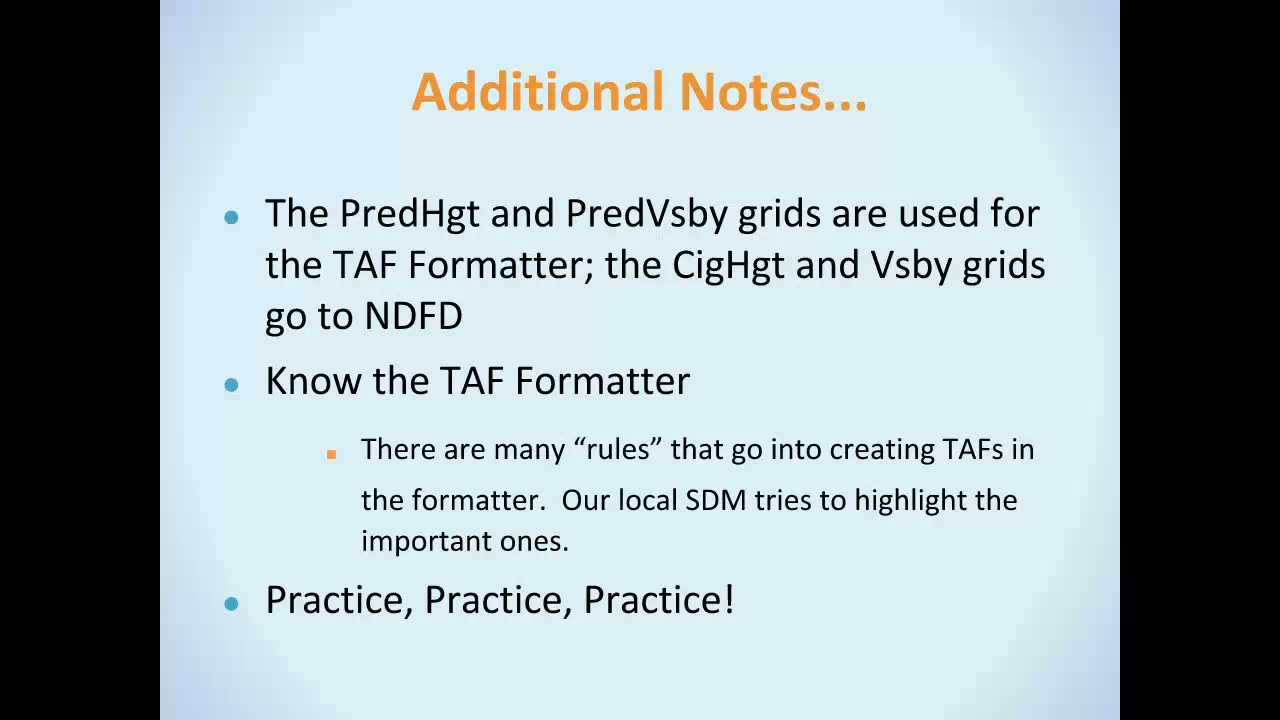 Additional Notes...
The PredHgt and PredVsby grids are used for
the TAF Formatter; the CigHgt and Vsby grids
go to NDFD
Know the TAF Formatter
There are many “rules” that go into creating TAFs in
the formatter.  Our local SDM tries to highlight the
important ones.
Practice, Practice, Practice!